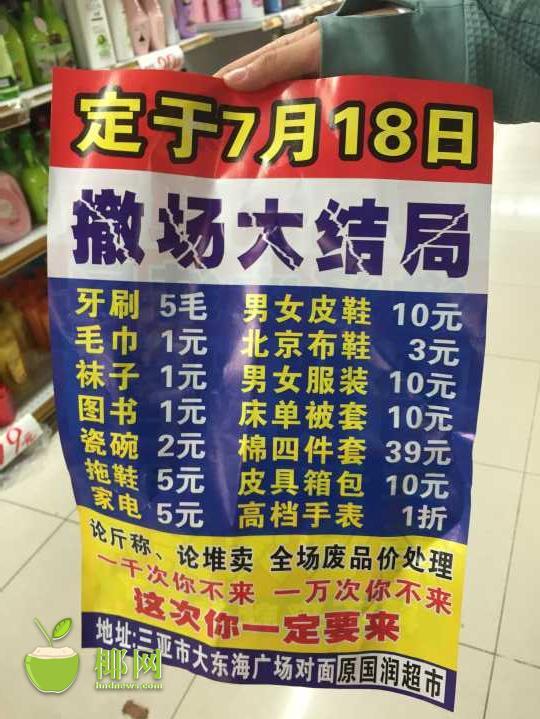 定于7月18日
撤场大结局
牙刷 5毛 男女皮鞋 10元
毛巾 1元 北京布鞋 3元
袜子 1元 男女服装 10元
图书 1元 床单被套 10元
瓷碗 2元 棉四件套 39元
拖鞋 5元 皮具箱包 10元
家电 5元 高档手表 1折
论斤称、论堆卖 全场废品价处理
一千次你不来 一万次你不来
这次你一定要来
地址:三亚市大东海广场对面原国润超市
椰网
hndnews.com